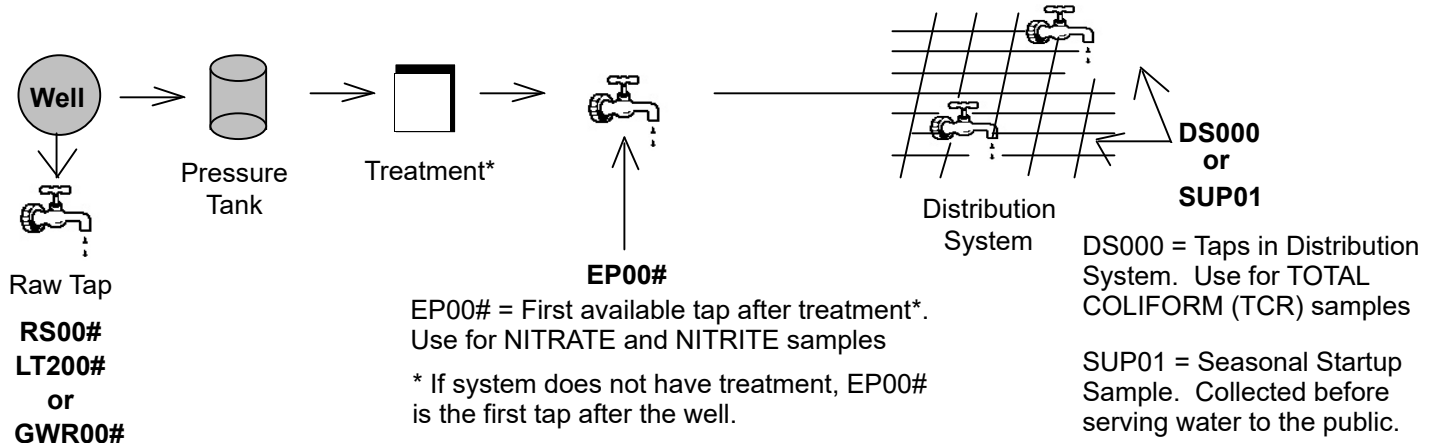 Well
Raw Tap
RS00#
LT200#
or
GWR00#
Pressure
Tank
Treatment*
EP00#
EP00# = First available tap after treatment*.
Use for NITRATE and NITRITE samples
* If system does not have treatment, EP00#
is the first tap after the well.
Distribution
System
DS000
or
SUP01
DS000 = Taps in Distribution
System. Use for TOTAL
COLIFORM (TCR) samples
SUP01 = Seasonal Startup
Sample. Collected before
serving water to the public.